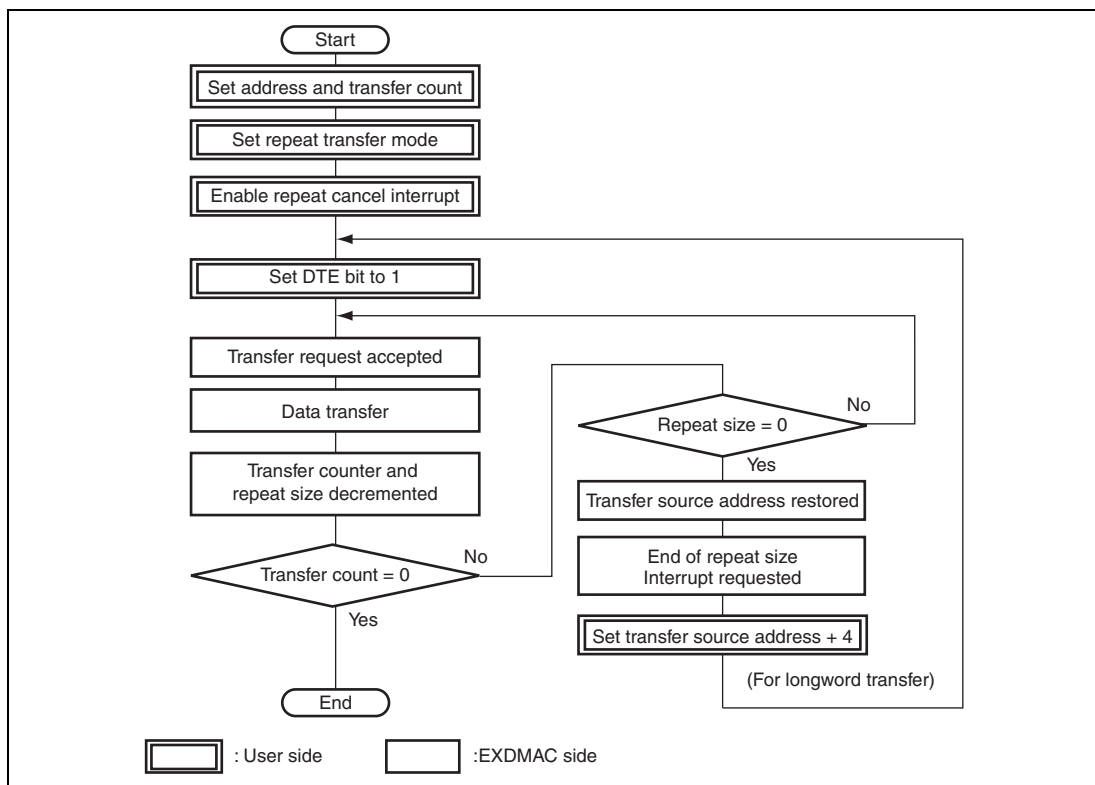 Start
Set address and transfer count
Set repeat transfer mode
Enable repeat cancel interrupt
Set DTE bit to 1
Transfer request accepted
Data transfer
Transfer counter and
repeat size decremented
Transfer count = 0
No
Yes
End
Repeat size = 0
No
Yes
Transfer source address restored
End of repeat size
Interrupt requested
Set transfer source address + 4
(For longword transfer)
: User side
:EXDMAC side